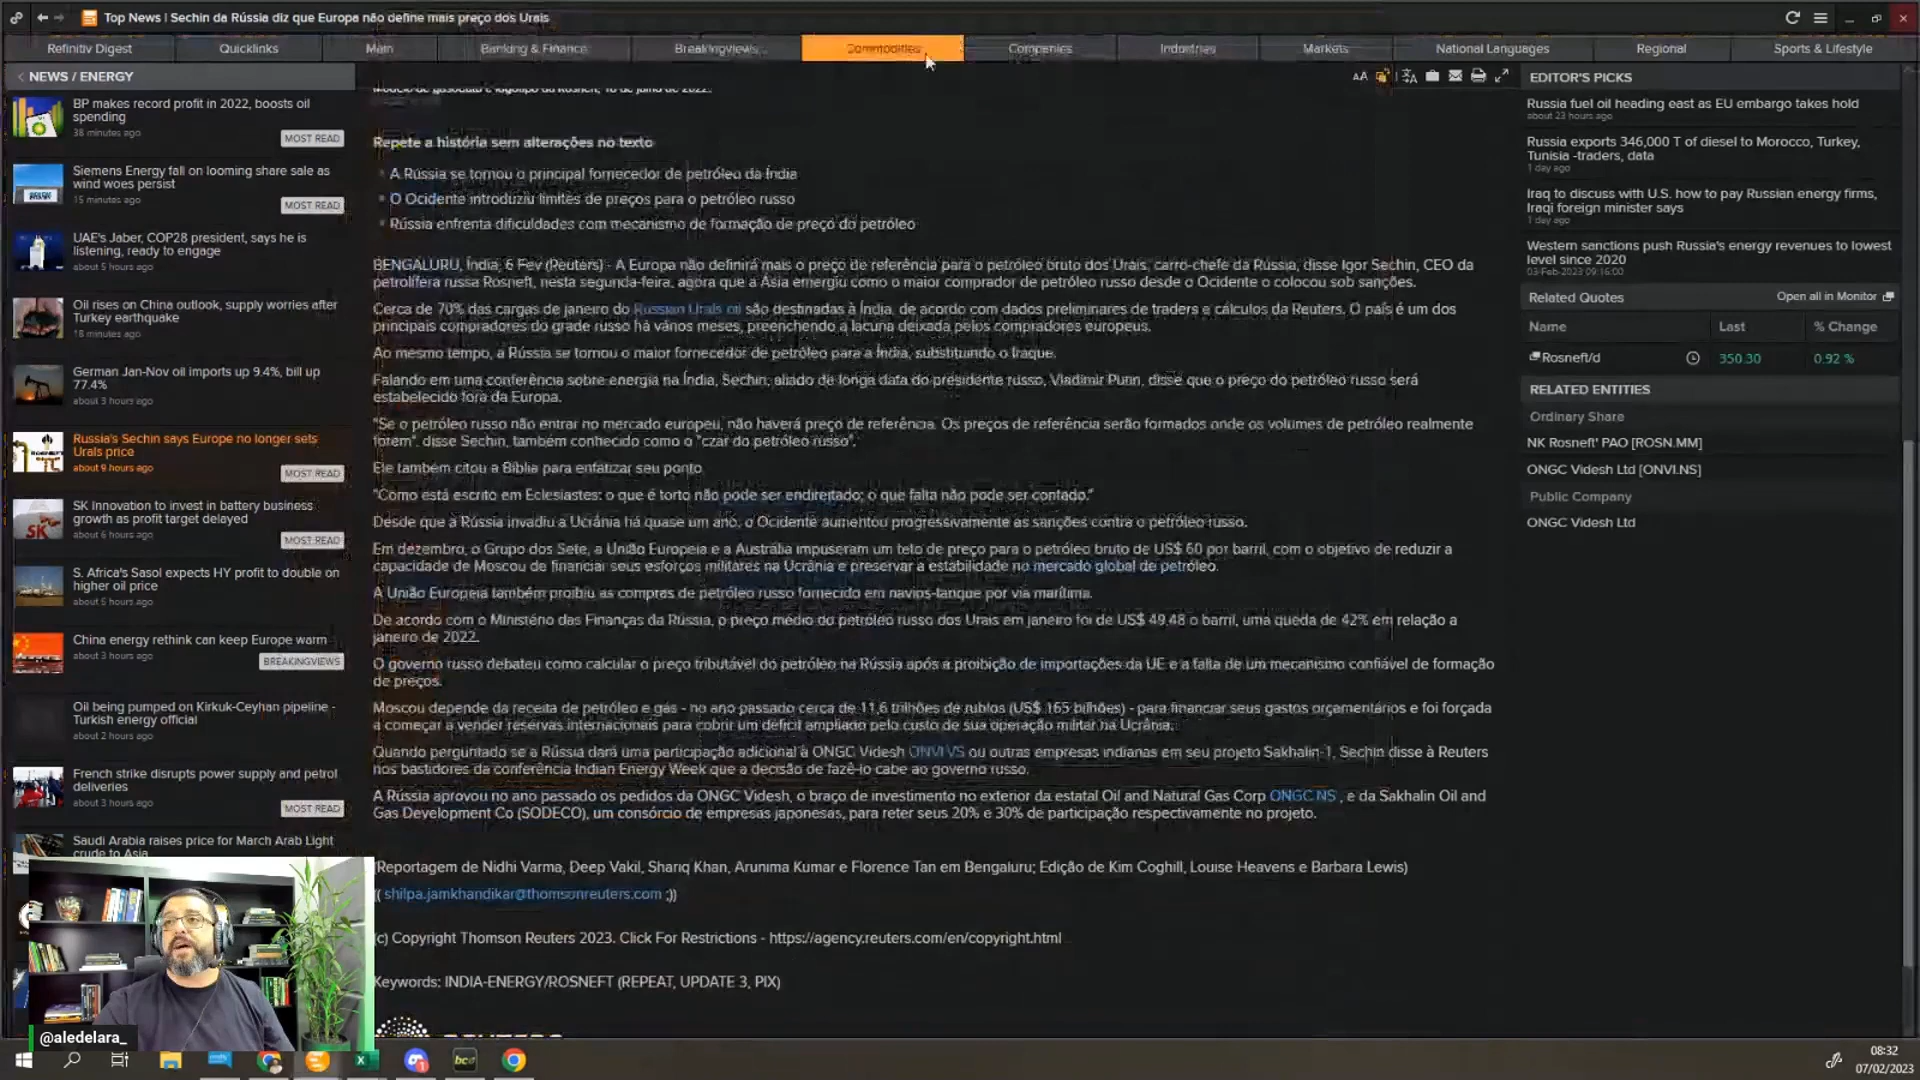 Top News | Sechin da Rússia diz que Europa não define mais preço dos Urais
Refinitiv Digest
Quicklinks
Main
Banking & Finance
Breakingviews
Commodities
Companies
Industries
Markets
National Languages
Regional
Sports & Lifestyle
NEWS / ENERGY
BP makes record profit in 2022, boosts oil
spending
38 minutes ago
MOST READ
Siemens Energy fall on looming share sale as
wind woes persist
15 minutes ago
MOST READ
UAE's Jaber, COP28 president, says he is
listening, ready to engage
about 5 hours ago
Oil rises on China outlook, supply worries after
Turkey earthquake
18 minutes ago
German Jan-Nov oil imports up 9.4%, bill up
77.4%
about 3 hours ago
Russia's Sechin says Europe no longer sets
Urals price
about 9 hours ago
MOST READ
SK Innovation to invest in battery business
growth as profit target delayed
about 6 hours ago
MOST READ
S. Africa's Sasol expects HY profit to double on
higher oil price
about 5 hours ago
China energy rethink can keep Europe warm
about 3 hours ago
BREAKINGVIEWS
Oil being pumped on Kirkuk-Ceyhan pipeline -
Turkish energy official
about 2 hours ago
French strike disrupts power supply and petrol
deliveries
about 3 hours ago
MOST READ
Saudi Arabia raises price for March Arab Light
crude to Asia
@aledelara_
Modelo de gasoduto e logotipo da Rosneft, 18 de julho de 2022.
Repete a história sem alterações no texto
A Rússia se tornou o principal fornecedor de petróleo da Índia
O Ocidente introduziu limites de preços para o petróleo russo
Rússia enfrenta dificuldades com mecanismo de formação de preço do petróleo
BENGALURU, Índia, 6 Fev (Reuters) - A Europa não definirá mais o preço de referência para o petróleo bruto dos Urais, carro-chefe da Rússia, disse Igor Sechin, CEO da
petrolífera russa Rosneft, nesta segunda-feira, agora que a Ásia emergiu como o maior comprador de petróleo russo desde o Ocidente o colocou sob sanções.
Cerca de 70% das cargas de janeiro do Russian Urals oil são destinadas à Índia, de acordo com dados preliminares de traders e cálculos da Reuters. O país é um dos
principais compradores do grade russo há vários meses, preenchendo a lacuna deixada pelos compradores europeus.
Ao mesmo tempo, a Rússia se tornou o maior fornecedor de petróleo para a Índia, substituindo o Iraque.
Falando em uma conferência sobre energia na Índia, Sechin, aliado de longa data do presidente russo, Vladimir Putin, disse que o preço do petróleo russo será
estabelecido fora da Europa.
"Se o petróleo russo não entrar no mercado europeu, não haverá preço de referência. Os preços de referência serão formados onde os volumes de petróleo realmente
forem", disse Sechin, também conhecido como o "czar do petróleo russo".
Ele também citou a Bíblia para enfatizar seu ponto
"Como está escrito em Eclesiastes: o que é torto não pode ser endireitado; o que falta não pode ser contado."
Desde que a Rússia invadiu a Ucrânia há quase um ano, o Ocidente aumentou progressivamente as sanções contra o petróleo russo.
Em dezembro, o Grupo dos Sete, a União Europeia e a Austrália impuseram um teto de preço para o petróleo bruto de US$ 60 por barril, com o objetivo de reduzir a
capacidade de Moscou de financiar seus esforços militares na Ucrânia e preservar a estabilidade no mercado global de petróleo.
A União Europeia também proibiu as compras de petróleo russo fornecido em navios-tanque por via marítima.
De acordo com o Ministério das Finanças da Rússia, o preço médio do petróleo russo dos Urais em janeiro foi de US$ 49,48 o barril, uma queda de 42% em relação a
janeiro de 2022.
O governo russo debateu como calcular o preço tributável do petróleo na Rússia após a proibição de importações da UE e a falta de um mecanismo confiável de formação
de preços.
Moscou depende da receita de petróleo e gás - no ano passado cerca de 11,6 trilhões de rublos (US$ 165 bilhões) - para financiar seus gastos orçamentários e foi forçada
a começar a vender reservas internacionais para cobrir um déficit ampliado pelo custo de sua operação militar na Ucrânia.
Quando perguntado se a Rússia dará uma participação adicional à ONGC Videsh ONVI.NS ou outras empresas indianas em seu projeto Sakhalin-1, Sechin disse à Reuters
nos bastidores da conferência Indian Energy Week que a decisão de fazê-lo cabe ao governo russo.
A Rússia aprovou no ano passado os pedidos da ONGC Videsh, o braço de investimento no exterior da estatal Oil and Natural Gas Corp ONGC.NS , e da Sakhalin Oil and
Gas Development Co (SODECO), um consórcio de empresas japonesas, para reter seus 20% e 30% de participação respectivamente no projeto.
(Reportagem de Nidhi Varma, Deep Vakil, Shariq Khan, Arunima Kumar e Florence Tan em Bengaluru; Edição de Kim Coghill, Louise Heavens e Barbara Lewis)
(( shilpa.jamkhandikar@thomsonreuters.com ;))
(c) Copyright Thomson Reuters 2023. Click For Restrictions - https://agency.reuters.com/en/copyright.html
Keywords: INDIA-ENERGY/ROSNEFT (REPEAT, UPDATE 3, PIX)
REUTERS
EDITOR'S PICKS
Russia fuel oil heading east as EU embargo takes hold
about 23 hours ago
Russia exports 346,000 T of diesel to Morocco, Turkey,
Tunisia -traders, data
1 day ago
Iraq to discuss with U.S. how to pay Russian energy firms,
Iraqi foreign minister says
1 day ago
Western sanctions push Russia's energy revenues to lowest
level since 2020
03-Feb-2023 09:16:00
Related Quotes
Open all in Monitor
Name
Last
% Change
Rosneft/d
350.30
0.92 %
RELATED ENTITIES
Ordinary Share
NK Rosneft' PAO [ROSN.MM]
ONGC Videsh Ltd [ONVI.NS]
Public Company
ONGC Videsh Ltd
08:32
07/02/2023